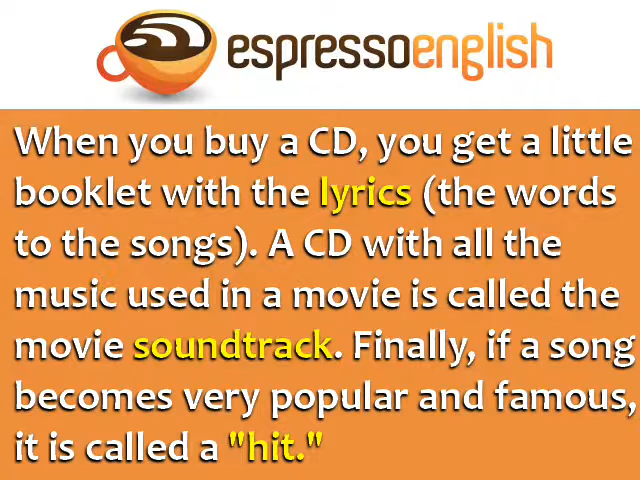 espressoenglish
When you buy a CD, you get a little
booklet with the lyrics (the words
to the songs). A CD with all the
music used in a movie is called the
movie soundtrack. Finally, if a song
becomes very popular and famous,
it is called a "hit."